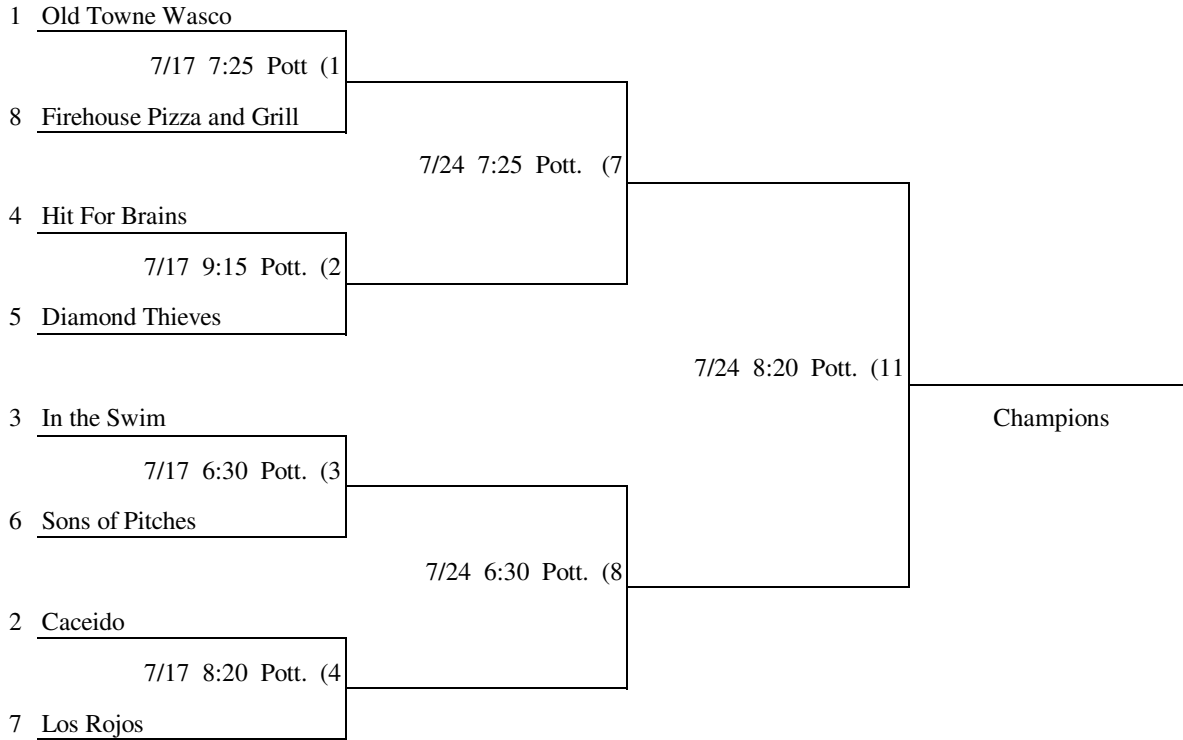 1 Old Towne Wasco
7/17 7:25 Pott (1
8 Firehouse Pizza and Grill
7/24 7:25 Pott. (7
4 Hit For Brains
7/17 9:15 Pott. (2
5 Diamond Thieves
7/24 8:20 Pott. (11
3 In the Swim
Champions
7/17 6:30 Pott. (3
6 Sons of Pitches
7/24 6:30 Pott. (8
2 Caceido
7/17 8:20 Pott. (4
7 Los Rojos